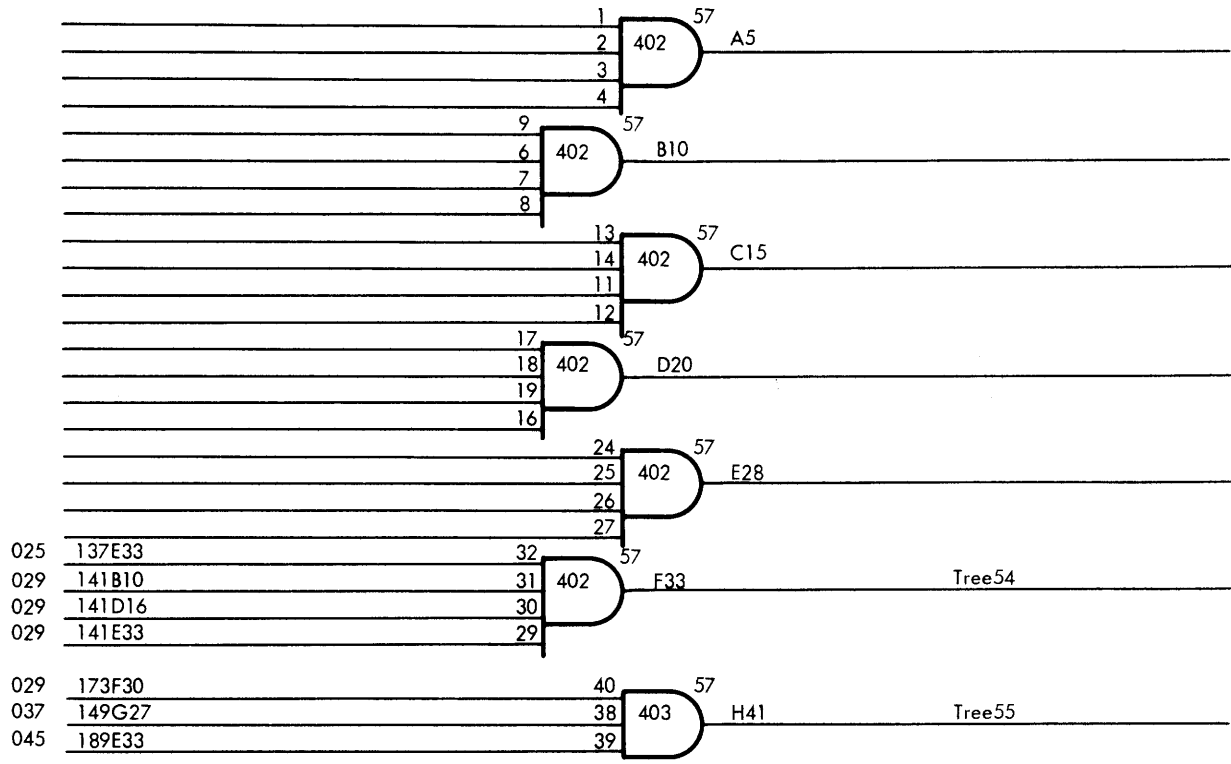 1 57
2 402 A5
3
4
9 57
6 402 B10
7
8
13 57
14 402 C15
11
12
17 57
18 402 D20
19
16
24 57
25 402 E28
26
27
025 137E33 32 57
029 141B10 31 402 F33 Tree54
029 141D16 30
029 141E33 29
029 173F30 40 57
037 149G27 38 403 H41 Tree55
045 189E33 39